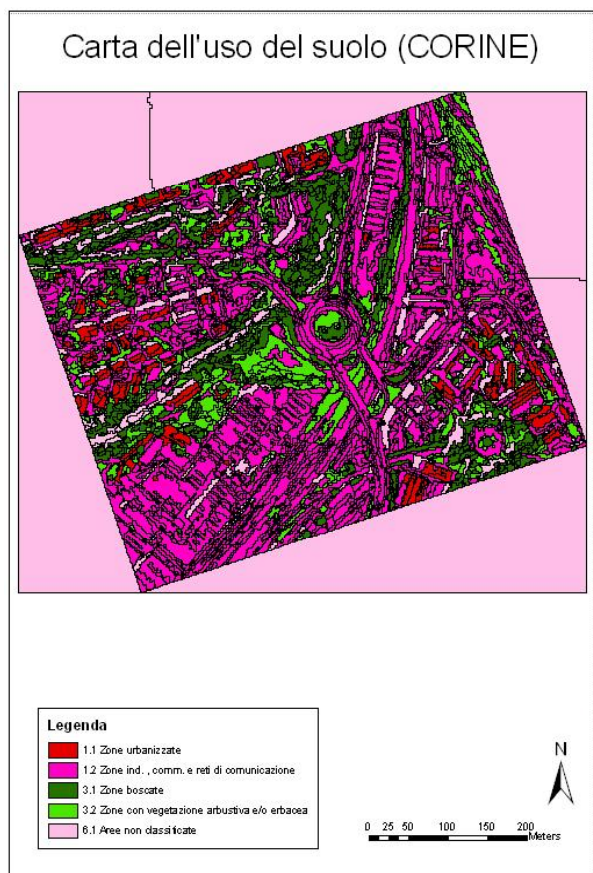 Carta dell'uso del suolo (CORINE)
Legenda
1.1 Zone urbanizzate
1.2 Zone ind. , comm. e reti di comunicazione
3.1 Zone boscate
3.2 Zone con vegetazione arbustiva e/o erbacea
6.1 Aree non classificate
N
0 25 50 100 150 200
Meters